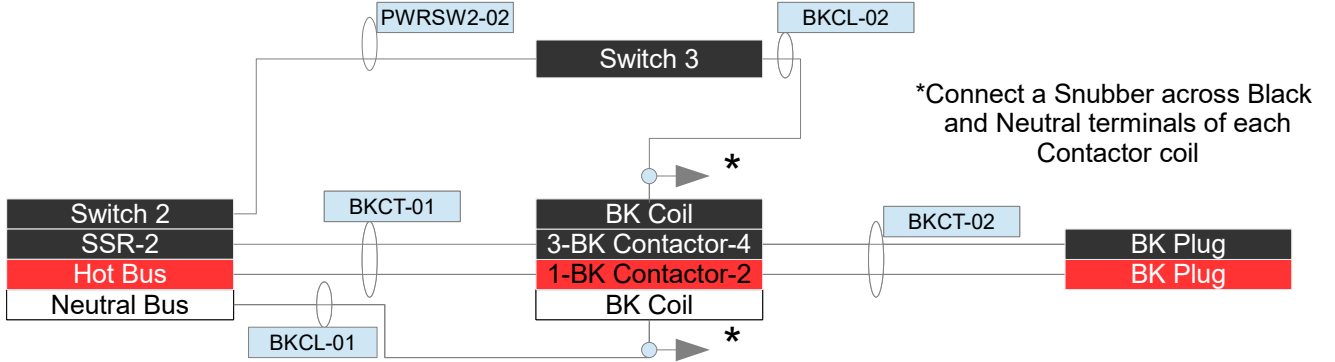 PWRSW2-02
BKCL-02
Switch 3
*Connect a Snubber across Black
and Neutral terminals of each
Contactor coil
*
Switch 2
BKCT-01
BK Coil
BKCT-02
SSR-2
3-BK Contactor-4
BK Plug
Hot Bus
1-BK Contactor-2
BK Plug
Neutral Bus
BK Coil
BKCL-01
*